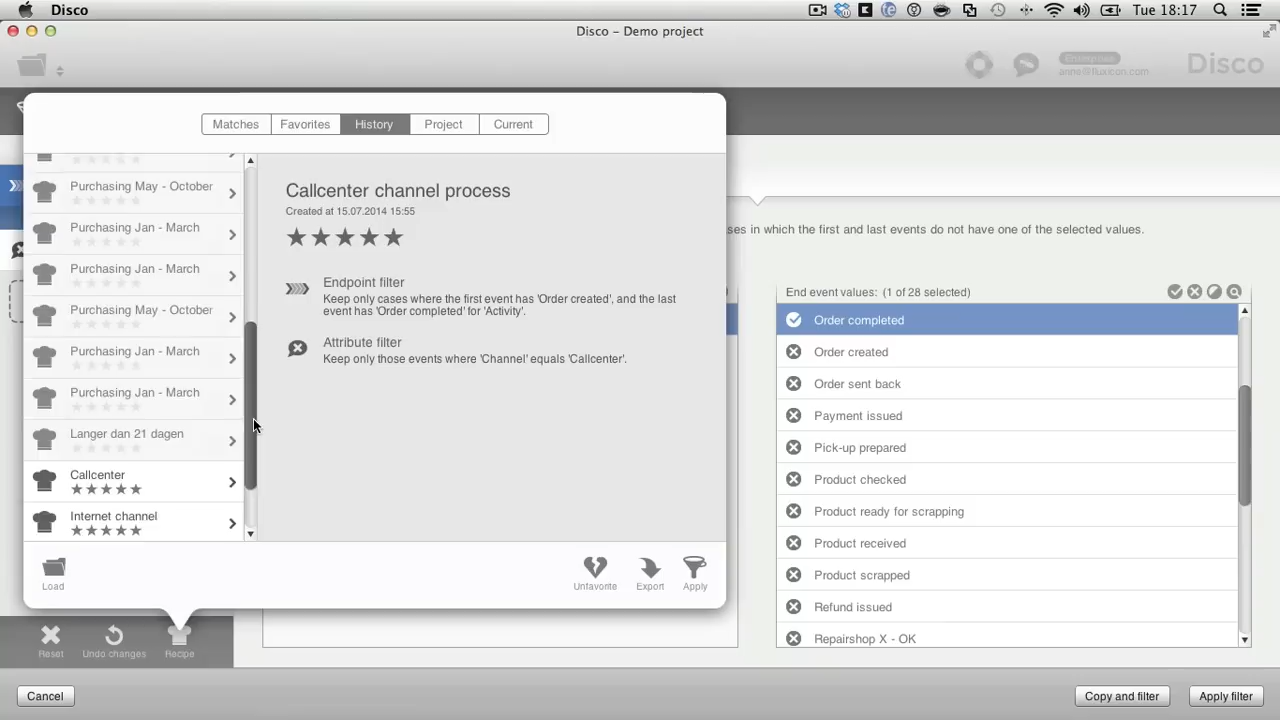 Disco
Tue 18:17
Disco – Demo project
Enterprise
anne@fluxicon.com
Disco
Matches
Favorites
History
Project
Current
Purchasing May - October
Purchasing Jan - March
Purchasing Jan - March
Purchasing May - October
Purchasing Jan - March
Purchasing Jan - March
Langer dan 21 dagen
Callcenter
Internet channel
Callcenter channel process
Created at 15.07.2014 15:55
Endpoint filter
Keep only cases where the first event has 'Order created', and the last
event has 'Order completed' for 'Activity'.
Attribute filter
Keep only those events where 'Channel' equals 'Callcenter'.
Load
Unfavorite
Export
Apply
in which the first and last events do not have one of the selected values.
End event values: (1 of 28 selected)
Order completed
Order created
Order sent back
Payment issued
Pick-up prepared
Product checked
Product ready for scrapping
Product received
Product scrapped
Refund issued
Repairshop X - OK
Reset
Undo changes
Recipe
Cancel
Copy and filter
Apply filter